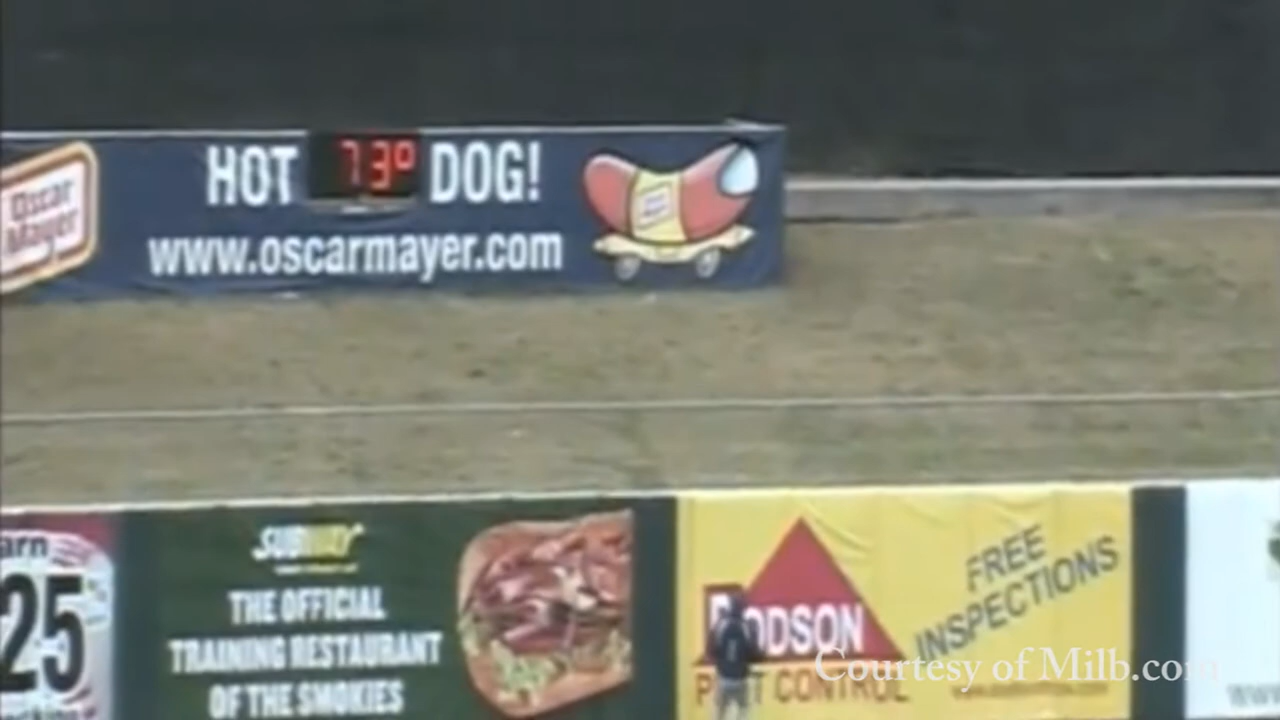 Oscar
Mayer
HOT 73° DOG!
www.oscarmayer.com
25
SUBWAY
THE OFFICIAL
TRAINING RESTAURANT
OF THE SMOKIES
DODSON
PEST CONTROL
FREE
INSPECTIONS
Courtesy of Milb.com